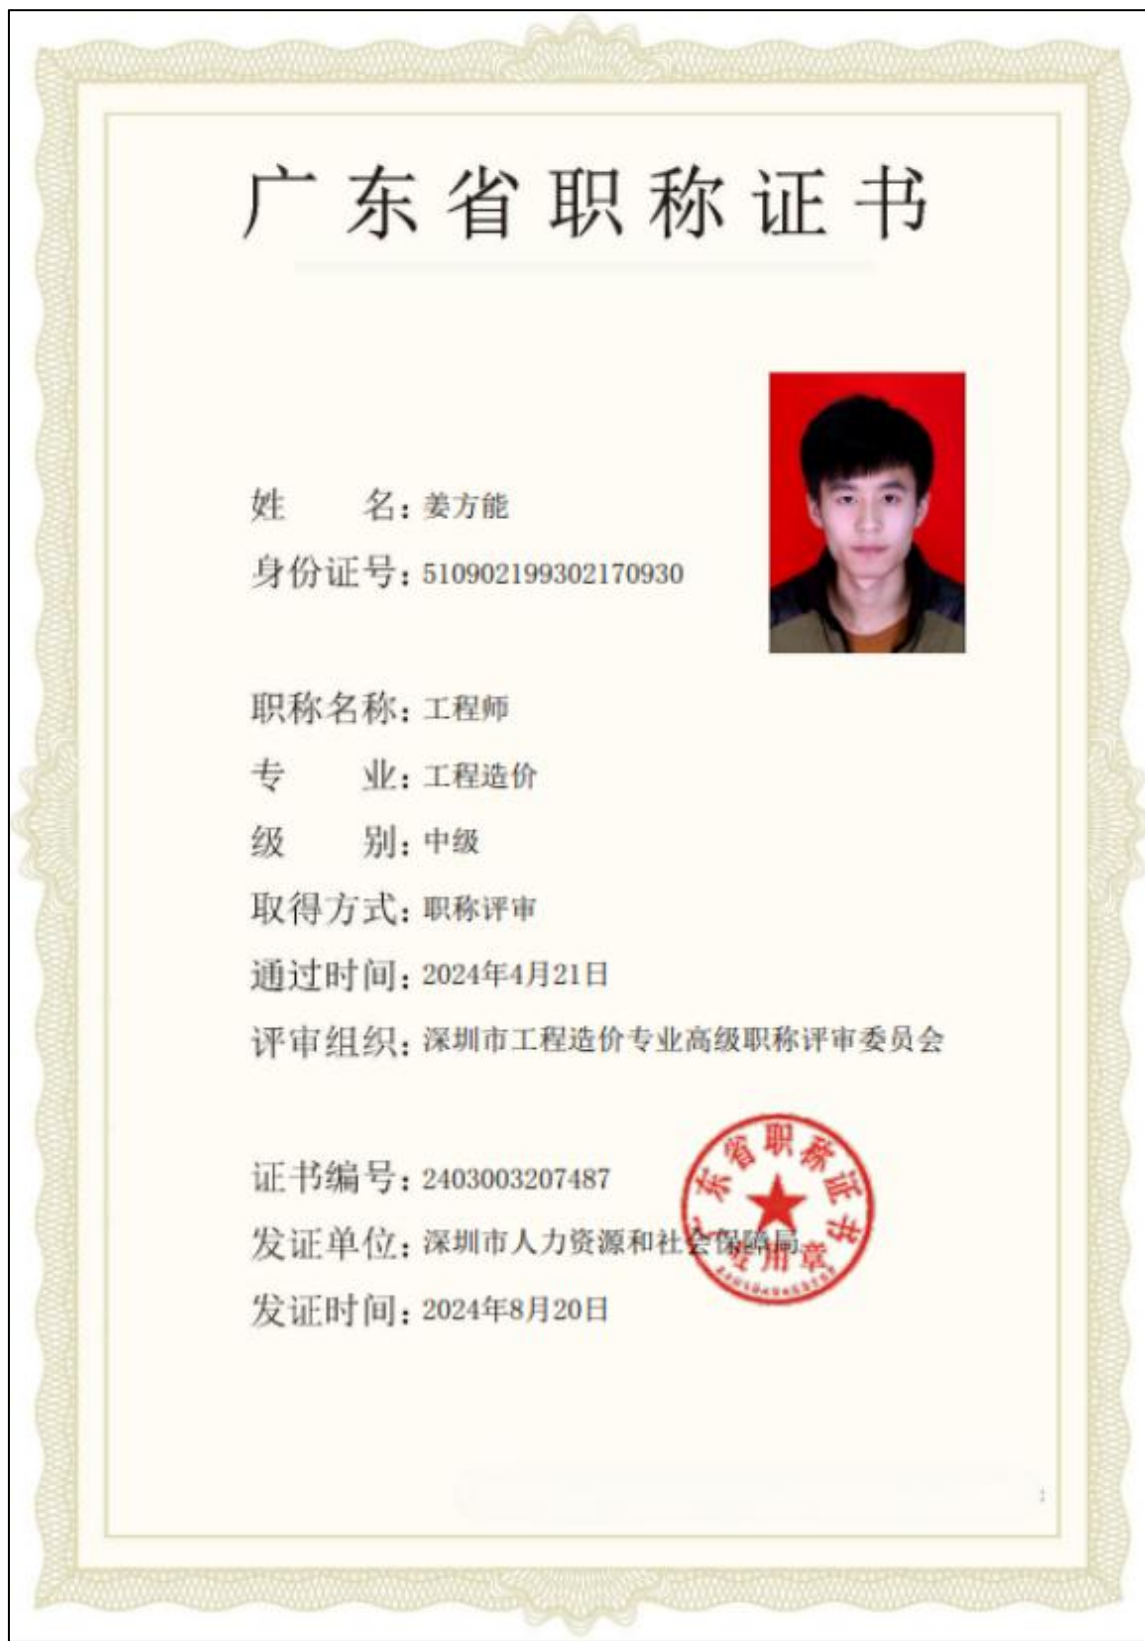 广东省职称证书
姓名：姜方能
身份证号：510902199302170930
职称名称：工程师
专业：工程造价
级别：中级
取得方式：职称评审
通过时间：2024年4月21日
评审组织：深圳市工程造价专业高级职称评审委员会
证书编号：2403003207487
发证单位：深圳市人力资源和社会保障局
发证时间：2024年8月20日
广东省职称证书
专用章